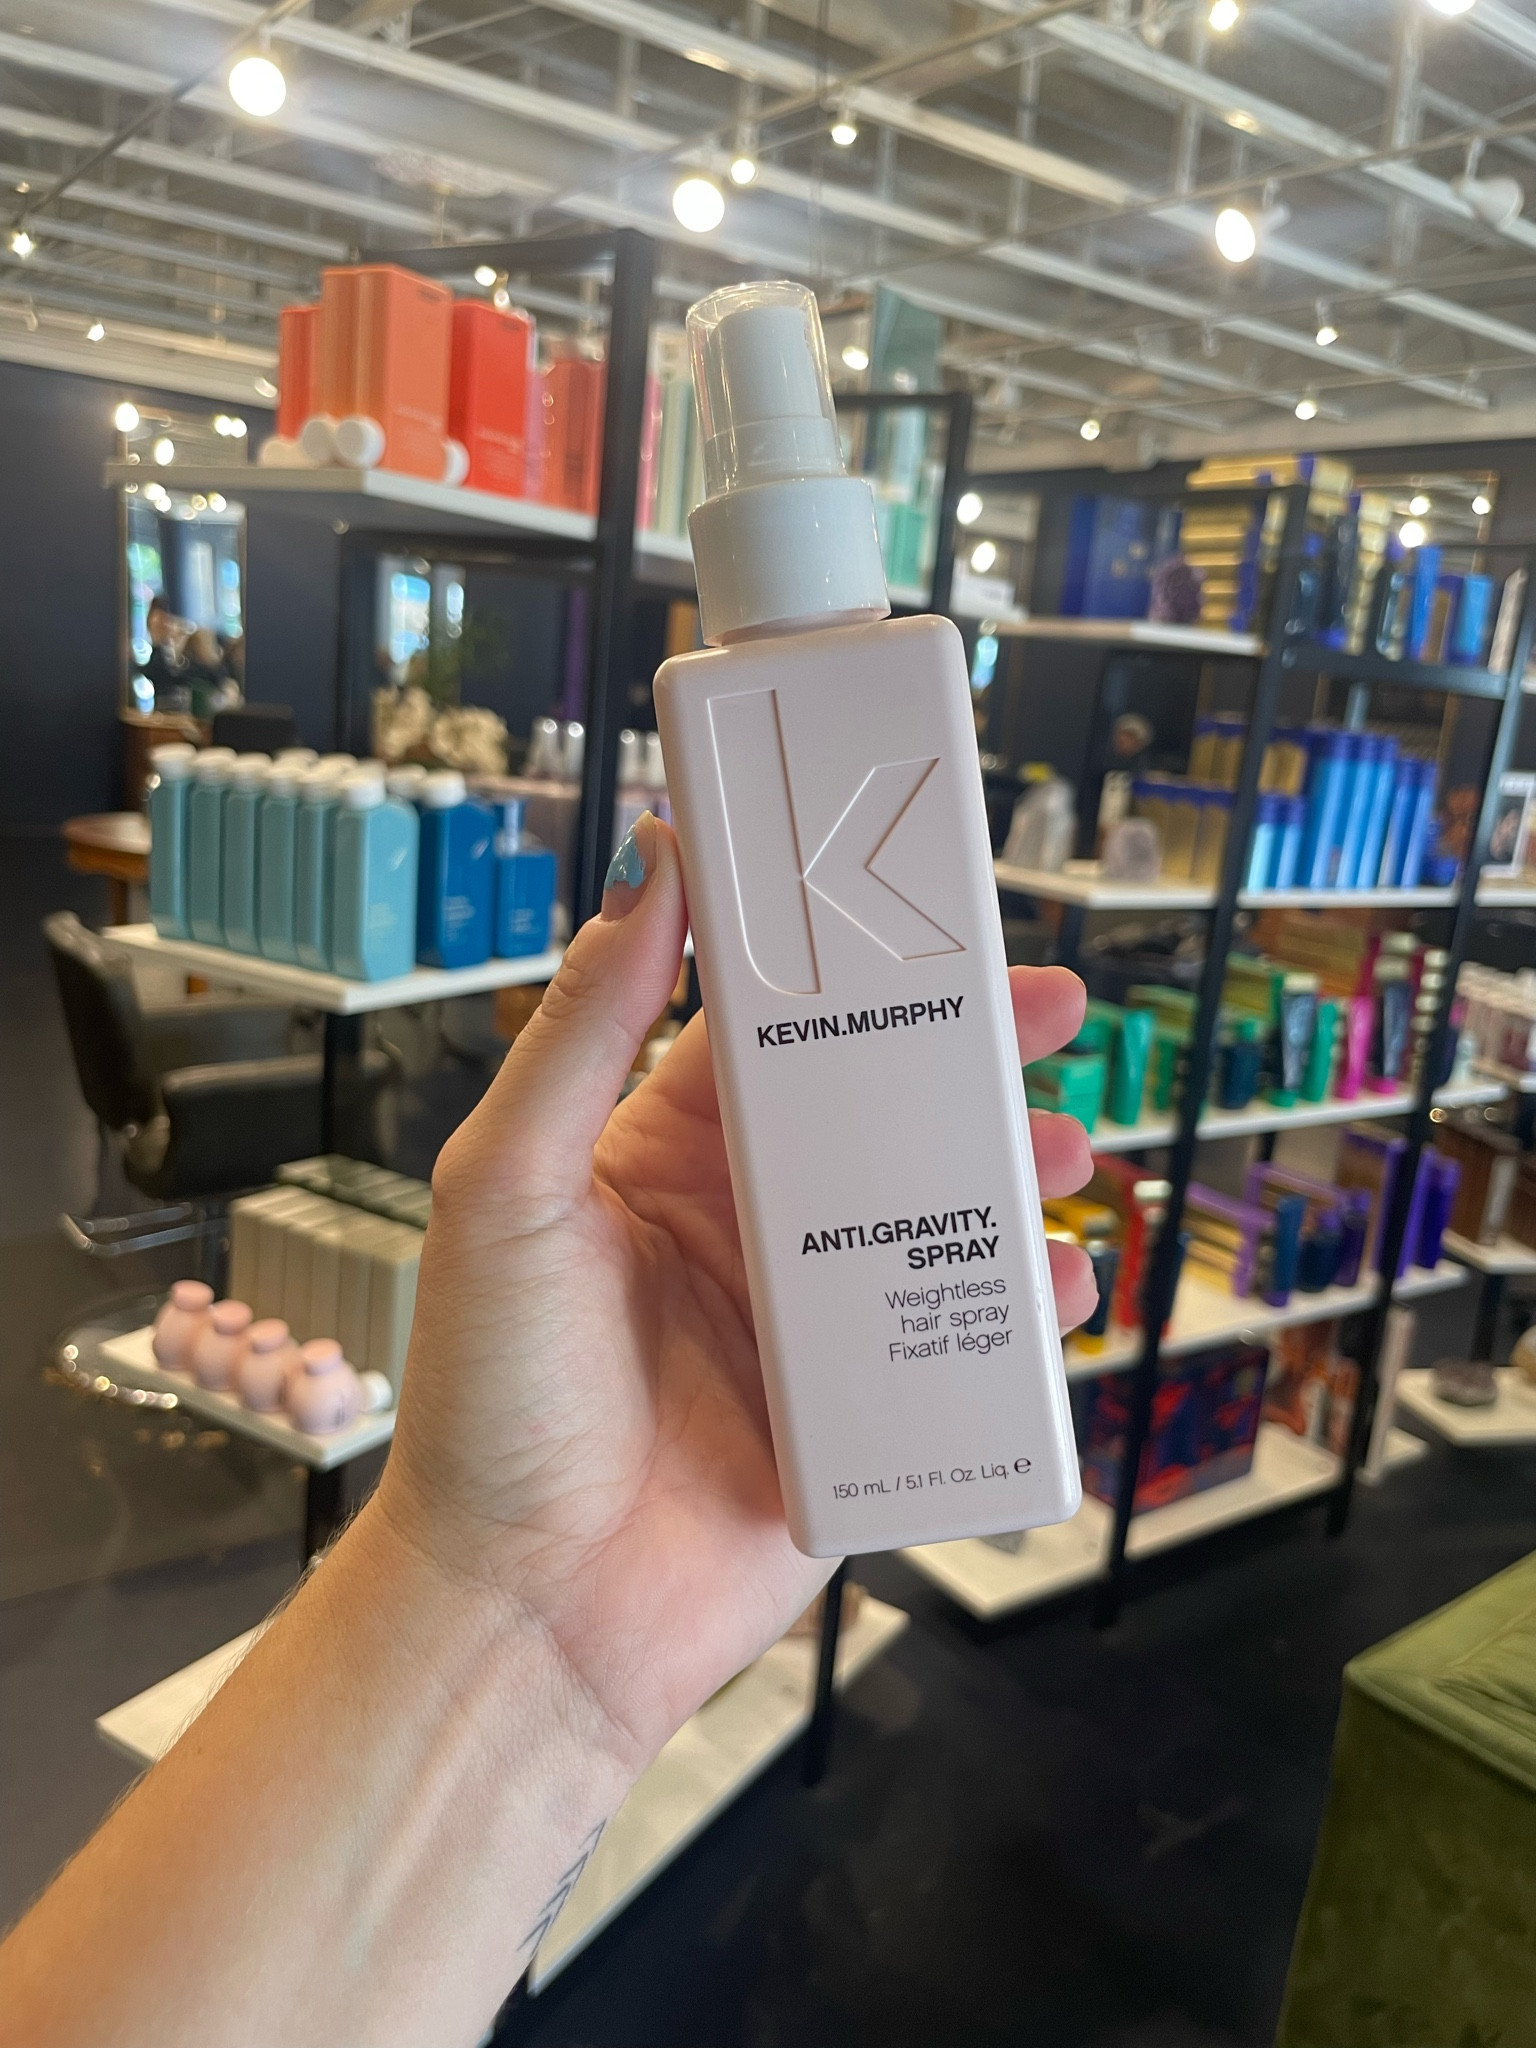 k
KEVIN.MURPHY
ANTI.GRAVITY.
SPRAY
Weightless
hair spray
Fixatif léger
150 mL / 5.1 Fl. Oz. Liq. ℮